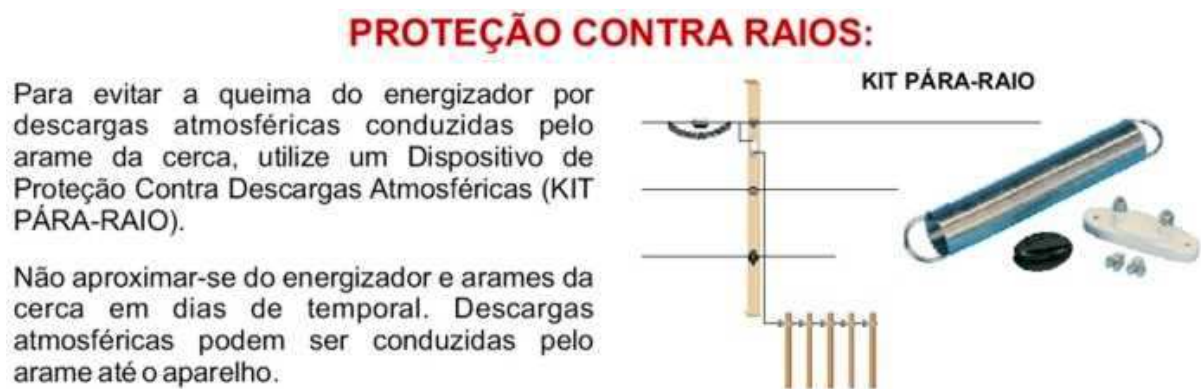 PROTEÇÃO CONTRA RAIOS:
Para evitar a queima do energizador por
descargas atmosféricas conduzidas pelo
arame da cerca, utilize um Dispositivo de
Proteção Contra Descargas Atmosféricas (KIT
PÁRA-RAIO).
Não aproximar-se do energizador e arames da
cerca em dias de temporal. Descargas
atmosféricas podem ser conduzidas pelo
arame até o aparelho.
KIT PÁRA-RAIO